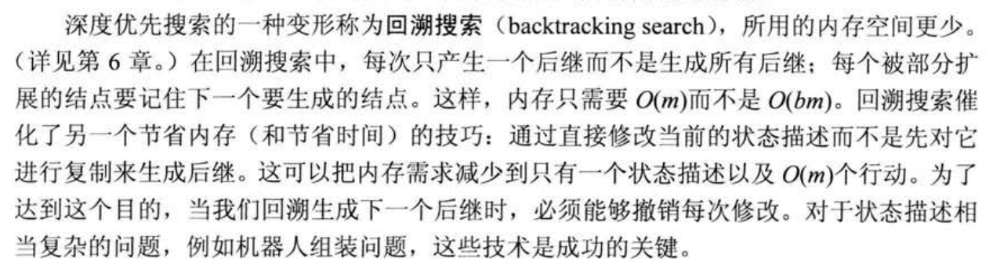 深度优先搜索的一种变形称为回溯搜索（backtracking search），所用的内存空间更少。
（详见第 6 章。）在回溯搜索中，每次只产生一个后继而不是生成所有后继；每个被部分扩
展的结点要记住下一个要生成的结点。这样，内存只需要 O(m)而不是 O(bm)。回溯搜索催
化了另一个节省内存（和节省时间）的技巧：通过直接修改当前的状态描述而不是先对它
进行复制来生成后继。这可以把内存需求减少到只有一个状态描述以及 O(m)个行动。为了
达到这个目的，当我们回溯生成下一个后继时，必须能够撤销每次修改。对于状态描述相
当复杂的问题，例如机器人组装问题，这些技术是成功的关键。